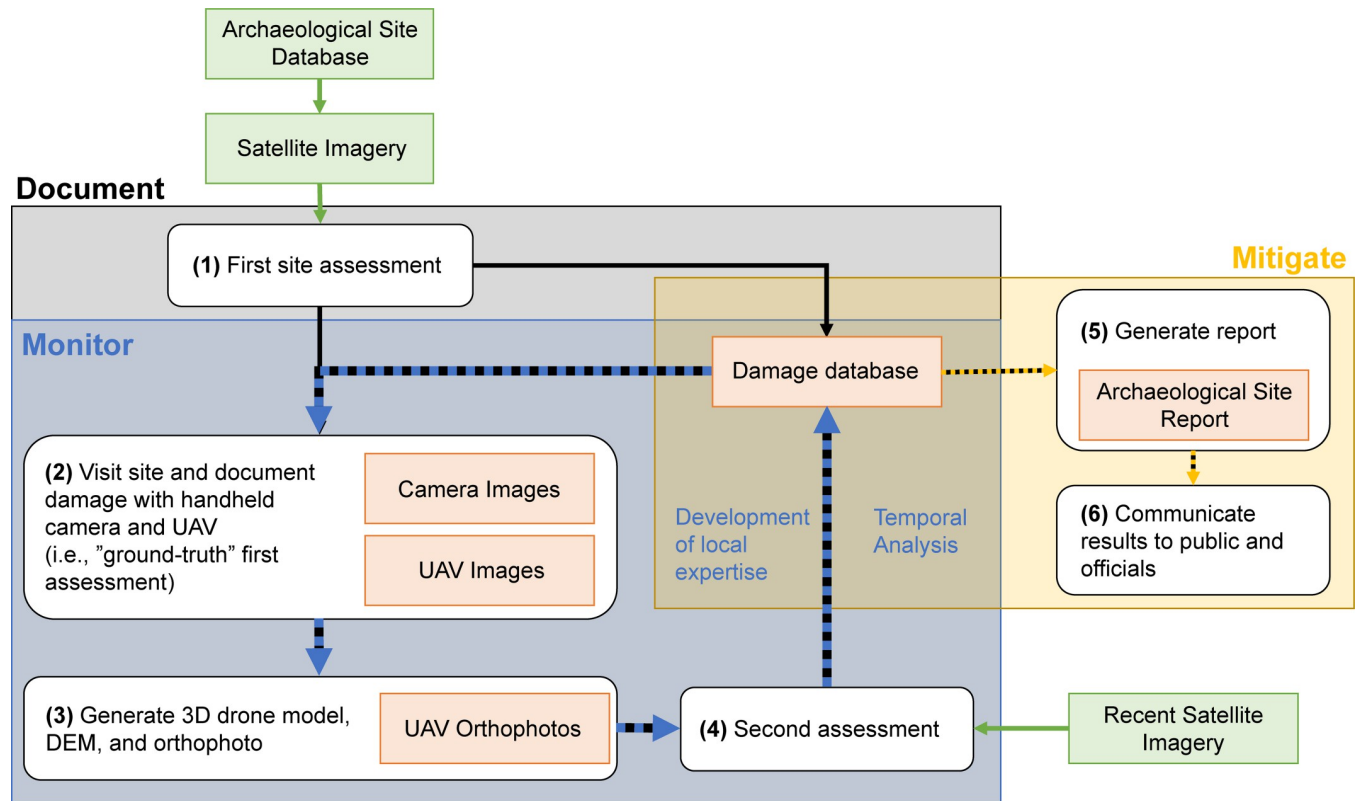 Archaeological Site
Database
Satellite Imagery
Document
(1) First site assessment
Mitigate
Monitor
Damage database
(5) Generate report
Archaeological Site
Report
(2) Visit site and document
damage with handheld
camera and UAV
(i.e., ”ground-truth” first
assessment)
Camera Images
UAV Images
Development
of local
expertise
Temporal
Analysis
(6) Communicate
results to public and
officials
(3) Generate 3D drone model,
DEM, and orthophoto
UAV Orthophotos
(4) Second assessment
Recent Satellite
Imagery